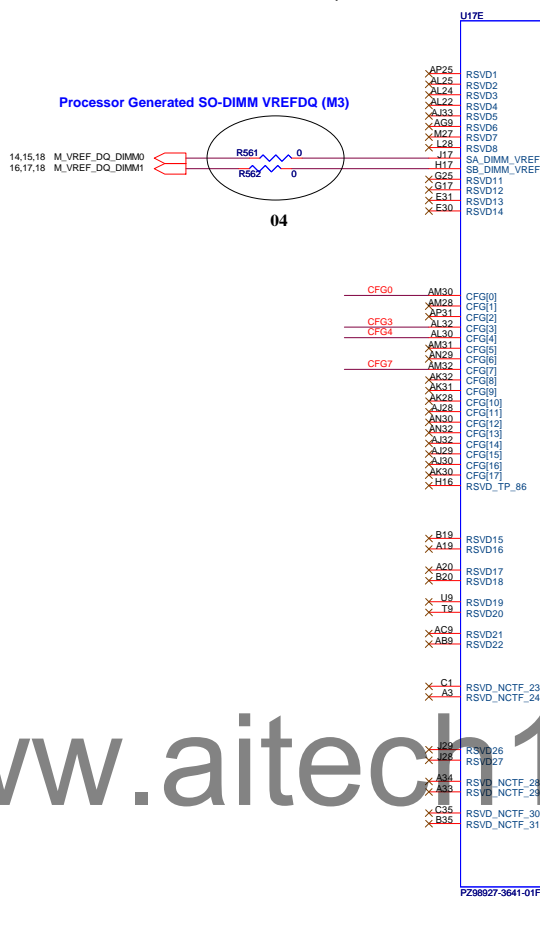 U17E
AP25 RSVD1
AL25 RSVD2
AL24 RSVD3
AL22 RSVD4
AJ33 RSVD5
AG9 RSVD6
M27 RSVD7
L28 RSVD8
Processor Generated SO-DIMM VREFDQ (M3)
14,15,18 M_VREF_DQ_DIMM0 R561 0 J17 SA_DIMM_VREF
16,17,18 M_VREF_DQ_DIMM1 R562 0 H17 SB_DIMM_VREF
G25 RSVD11
G17 RSVD12
E31 RSVD13
E30 RSVD14
04
CFG0 AM30 CFG[0]
AM28 CFG[1]
AP31 CFG[2]
CFG3 AL32 CFG[3]
CFG4 AL30 CFG[4]
AM31 CFG[5]
AN29 CFG[6]
CFG7 AM32 CFG[7]
AK32 CFG[8]
AK31 CFG[9]
AK28 CFG[10]
AJ28 CFG[11]
AN30 CFG[12]
AN32 CFG[13]
AJ32 CFG[14]
AJ29 CFG[15]
AJ30 CFG[16]
AK30 CFG[17]
H16 RSVD_TP_86
B19 RSVD15
A19 RSVD16
A20 RSVD17
B20 RSVD18
U9 RSVD19
T9 RSVD20
AC9 RSVD21
AB9 RSVD22
C1 RSVD_NCTF_23
A3 RSVD_NCTF_24
J29 RSVD26
J28 RSVD27
A34 RSVD_NCTF_28
A33 RSVD_NCTF_29
C35 RSVD_NCTF_30
B35 RSVD_NCTF_31
ww.aitech1
PZ98927-3641-01F